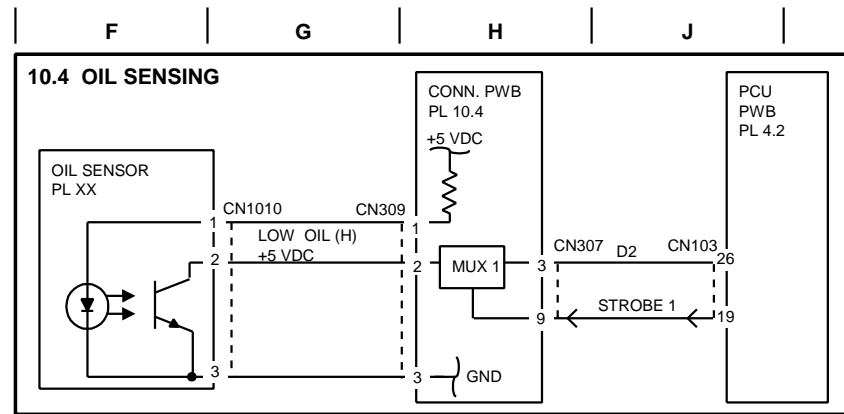 F G H J
10.4 OIL SENSING
CONN. PWB
PL 10.4
+5 VDC
PCU
PWB
PL 4.2
OIL SENSOR
PL XX
CN1010 CN309
1 1
LOW OIL (H)
2 +5 VDC 2
MUX 1
3 CN307 D2 CN103 26
9 STROBE 1 19
3 3 GND